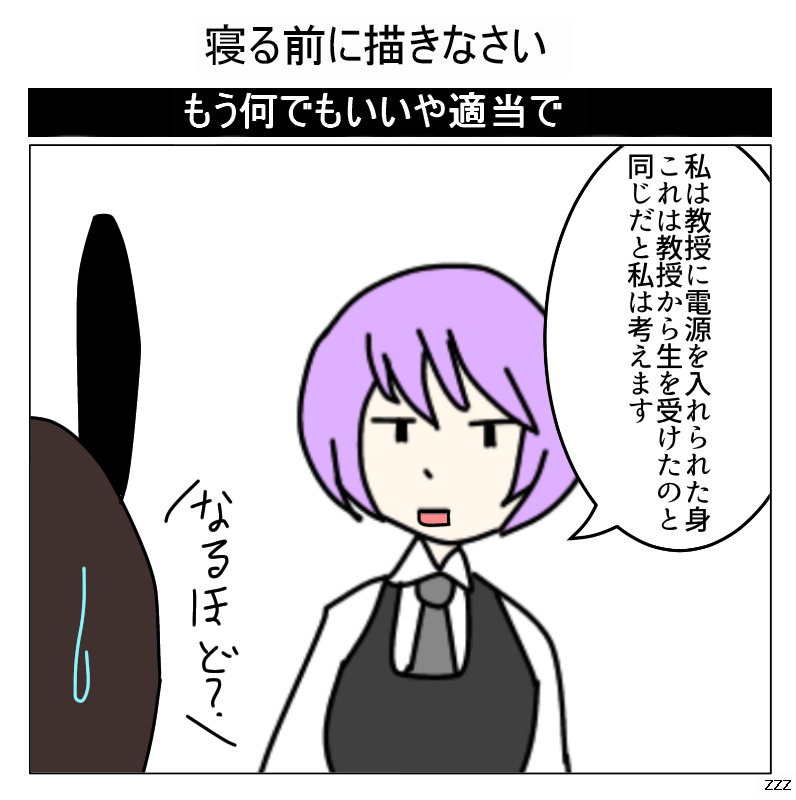 寝る前に描きなさい
もう何でもいいや適当で
私は教授に電源を入れられた身
これは教授から生を受けたのと
同じだと私は考えます
なるほど?
zzz